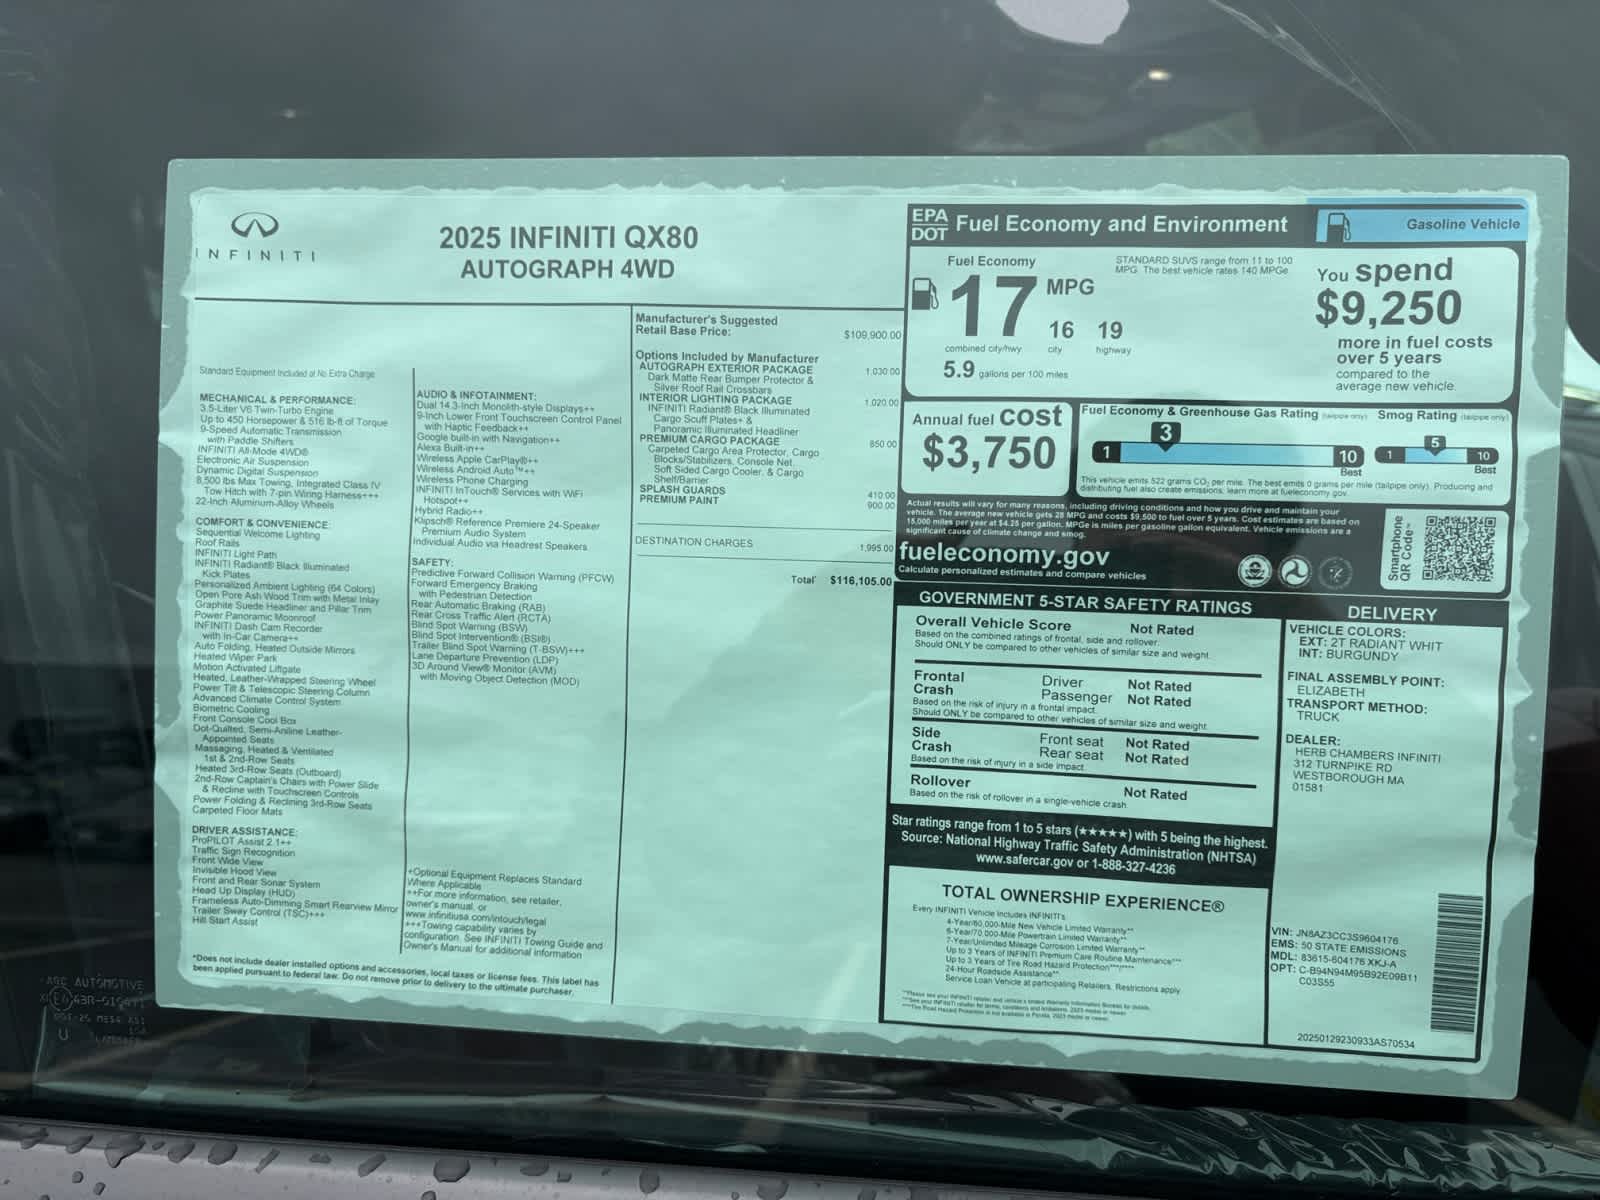 INFINITI
2025 INFINITI QX80
AUTOGRAPH 4WD
Standard Equipment Included at No Extra Charge
MECHANICAL & PERFORMANCE:
3.5-Liter V6 Twin-Turbo Engine
Up to 450 Horsepower & 516 lb-ft of Torque
9-Speed Automatic Transmission
with Paddle Shifters
INFINITI All-Mode 4WD®
Electronic Air Suspension
Dynamic Digital Suspension
8,500 lbs Max Towing, Integrated Class IV
Tow Hitch with 7-pin Wiring Harness+++
22-Inch Aluminum-Alloy Wheels
COMFORT & CONVENIENCE:
Sequential Welcome Lighting
Roof Rails
INFINITI Light Path
INFINITI Radiant® Black Illuminated
Kick Plates
Personalized Ambient Lighting (64 Colors)
Open Pore Ash Wood Trim with Metal Inlay
Graphite Suede Headliner and Pillar Trim
Power Panoramic Moonroof
INFINITI Dash Cam Recorder
with In-Car Camera++
Auto Folding, Heated Outside Mirrors
Heated Wiper Park
Motion Activated Liftgate
Heated, Leather-Wrapped Steering Wheel
Power Tilt & Telescopic Steering Column
Advanced Climate Control System
Biometric Cooling
Front Console Cool Box
Dot-Quilted, Semi-Aniline Leather-
Appointed Seats
Massaging, Heated & Ventilated
1st & 2nd-Row Seats
Heated 3rd-Row Seats (Outboard)
2nd-Row Captain's Chairs with Power Slide
& Recline with Touchscreen Controls
Power Folding & Reclining 3rd-Row Seats
Carpeted Floor Mats
DRIVER ASSISTANCE:
ProPILOT Assist 2.1++
Traffic Sign Recognition
Front Wide View
Invisible Hood View
Front and Rear Sonar System
Head Up Display (HUD)
Frameless Auto-Dimming Smart Rearview Mirror
Trailer Sway Control (TSC)+++
Hill Start Assist
AUDIO & INFOTAINMENT:
Dual 14.3-Inch Monolith-style Displays++
9-Inch Lower Front Touchscreen Control Panel
with Haptic Feedback++
Google built-in with Navigation++
Alexa Built-in++
Wireless Apple CarPlay®++
Wireless Android Auto™++
Wireless Phone Charging
INFINITI InTouch® Services with WiFi
Hotspot++
Hybrid Radio++
Klipsch® Reference Premiere 24-Speaker
Premium Audio System
Individual Audio via Headrest Speakers
SAFETY:
Predictive Forward Collision Warning (PFCW)
Forward Emergency Braking
with Pedestrian Detection
Rear Automatic Braking (RAB)
Rear Cross Traffic Alert (RCTA)
Blind Spot Warning (BSW)
Blind Spot Intervention® (BSI®)
Trailer Blind Spot Warning (T-BSW)+++
Lane Departure Prevention (LDP)
3D Around View® Monitor (AVM)
with Moving Object Detection (MOD)
+Optional Equipment Replaces Standard
Where Applicable
++For more information, see retailer,
owner's manual, or
www.infinitiusa.com/intouch/legal
+++Towing capability varies by
configuration. See INFINITI Towing Guide and
Owner's Manual for additional information
*Does not include dealer installed options and accessories, local taxes or license fees. This label has
been applied pursuant to federal law. Do not remove prior to delivery to the ultimate purchaser.
Manufacturer's Suggested
Retail Base Price: $109,900.00
Options Included by Manufacturer
AUTOGRAPH EXTERIOR PACKAGE 1,030.00
Dark Matte Rear Bumper Protector &
Silver Roof Rail Crossbars
INTERIOR LIGHTING PACKAGE 1,020.00
INFINITI Radiant® Black Illuminated
Cargo Scuff Plates+ &
Panoramic Illuminated Headliner
PREMIUM CARGO PACKAGE 850.00
Carpeted Cargo Area Protector, Cargo
Blocks/Stabilizers, Console Net,
Soft Sided Cargo Cooler, & Cargo
Shelf/Barrier
SPLASH GUARDS 410.00
PREMIUM PAINT 900.00
DESTINATION CHARGES 1,995.00
Total* $116,105.00
EPA
DOT
Fuel Economy and Environment
Gasoline Vehicle
Fuel Economy
17 MPG
16 19
combined city/hwy city highway
5.9 gallons per 100 miles
STANDARD SUVS range from 11 to 100
MPG. The best vehicle rates 140 MPGe.
You spend
$9,250
more in fuel costs
over 5 years
compared to the
average new vehicle.
Annual fuel cost
$3,750
Fuel Economy & Greenhouse Gas Rating (tailpipe only) Smog Rating (tailpipe only)
3
1 10
Best
5
1 10
Best
This vehicle emits 522 grams CO2 per mile. The best emits 0 grams per mile (tailpipe only). Producing and
distributing fuel also create emissions; learn more at fueleconomy.gov.
Actual results will vary for many reasons, including driving conditions and how you drive and maintain your
vehicle. The average new vehicle gets 28 MPG and costs $9,500 to fuel over 5 years. Cost estimates are based on
15,000 miles per year at $4.25 per gallon. MPGe is miles per gasoline gallon equivalent. Vehicle emissions are a
significant cause of climate change and smog.
fueleconomy.gov
Calculate personalized estimates and compare vehicles
Smartphone
QR Code™
GOVERNMENT 5-STAR SAFETY RATINGS
Overall Vehicle Score Not Rated
Based on the combined ratings of frontal, side and rollover.
Should ONLY be compared to other vehicles of similar size and weight.
Frontal
Crash
Driver Not Rated
Passenger Not Rated
Based on the risk of injury in a frontal impact.
Should ONLY be compared to other vehicles of similar size and weight.
Side
Crash
Front seat Not Rated
Rear seat Not Rated
Based on the risk of injury in a side impact.
Rollover Not Rated
Based on the risk of rollover in a single-vehicle crash.
Star ratings range from 1 to 5 stars (★★★★★) with 5 being the highest.
Source: National Highway Traffic Safety Administration (NHTSA)
www.safercar.gov or 1-888-327-4236
TOTAL OWNERSHIP EXPERIENCE®
Every INFINITI Vehicle Includes INFINITI's
4-Year/60,000-Mile New Vehicle Limited Warranty**
6-Year/70,000-Mile Powertrain Limited Warranty**
7-Year/Unlimited Mileage Corrosion Limited Warranty**
Up to 3 Years of INFINITI Premium Care Routine Maintenance***
Up to 3 Years of Tire Road Hazard Protection***/****
24-Hour Roadside Assistance**
Service Loan Vehicle at participating Retailers, Restrictions apply.
DELIVERY
VEHICLE COLORS:
EXT: 2T RADIANT WHIT
INT: BURGUNDY
FINAL ASSEMBLY POINT:
ELIZABETH
TRANSPORT METHOD:
TRUCK
DEALER:
HERB CHAMBERS INFINITI
312 TURNPIKE RD
WESTBOROUGH MA
01581
VIN: JN8AZ3CC3S9604176
EMS: 50 STATE EMISSIONS
MDL: 83615-604176 XKJ-A
OPT: C-B94N94M95B92E09B11
C03S55
20250129230933AS70534
AGC AUTOMOTIVE